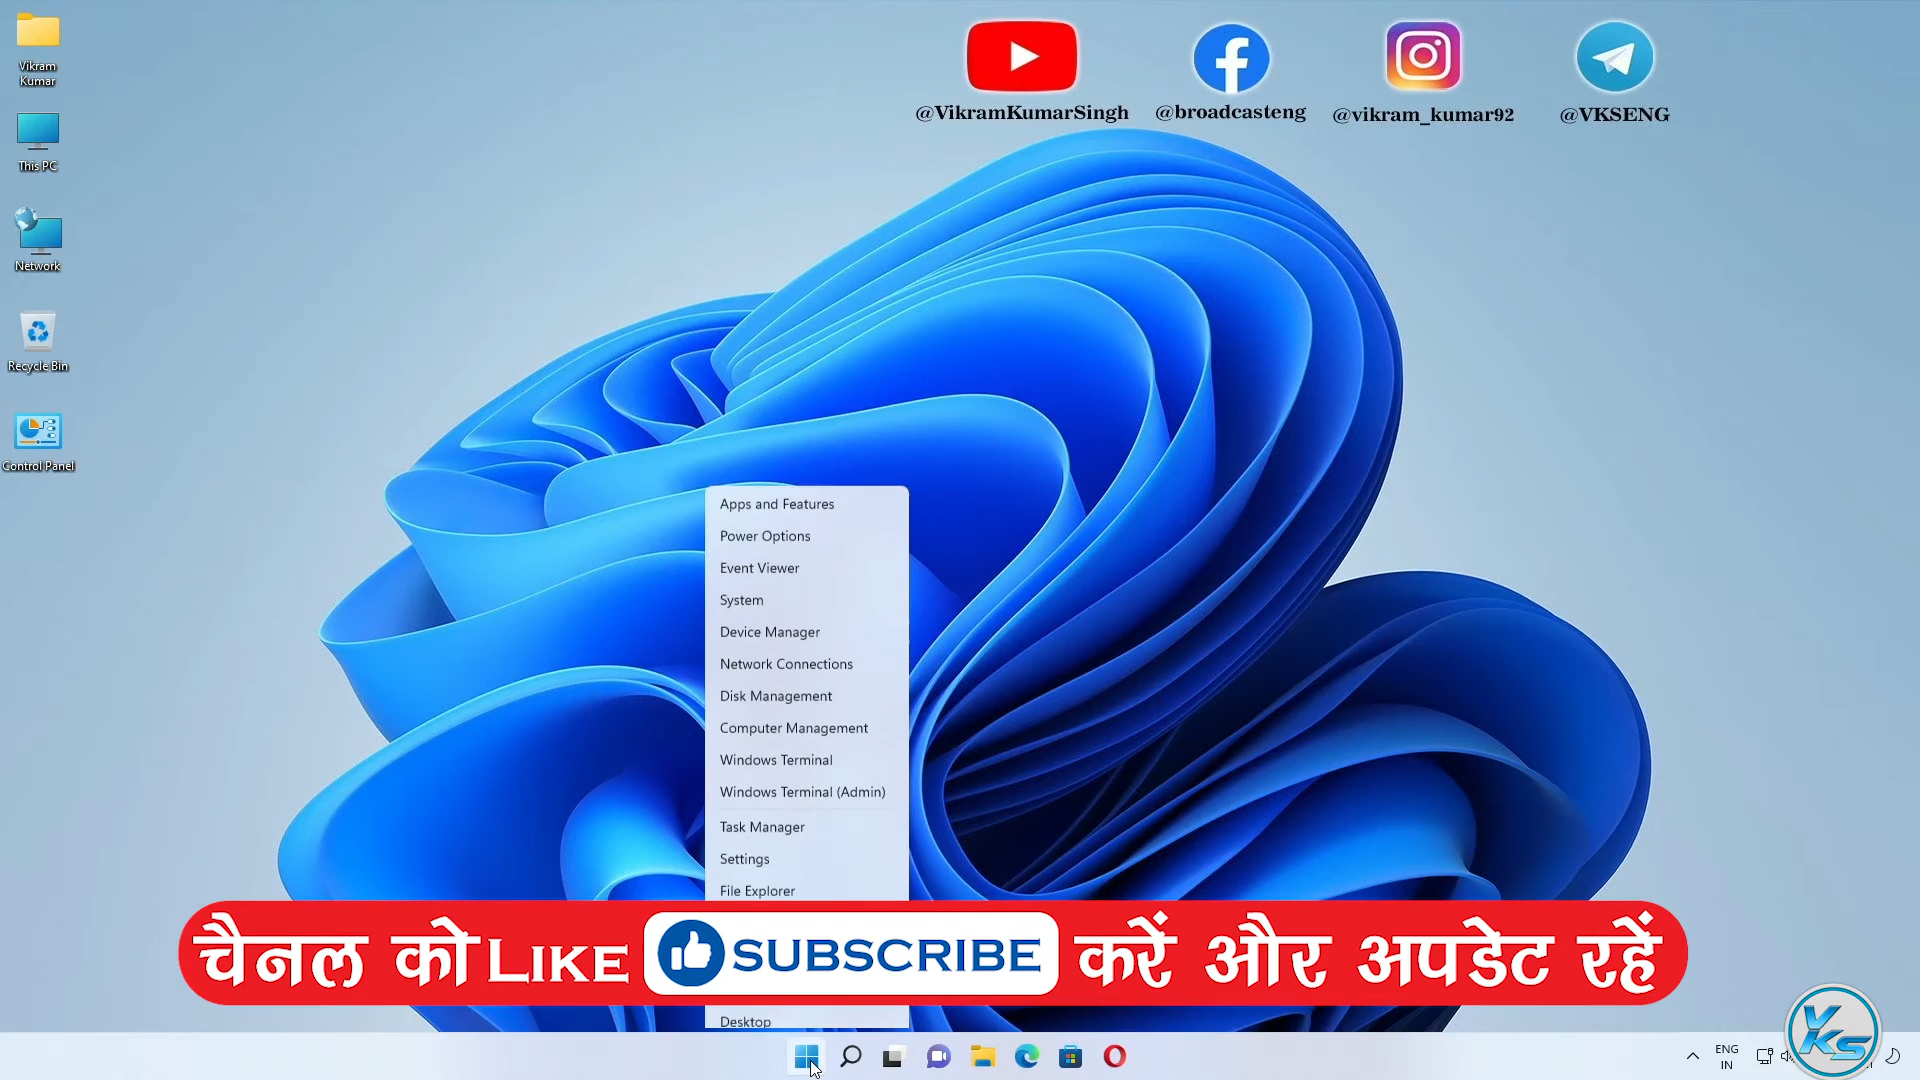 Vikram
Kumar
This PC
Network
Recycle Bin
Control Panel
@VikramKumarSingh
@broadcasteng
@vikram_kumar92
@VKSENG
Apps and Features
Power Options
Event Viewer
System
Device Manager
Network Connections
Disk Management
Computer Management
Windows Terminal
Windows Terminal (Admin)
Task Manager
Settings
File Explorer
चैनल को LIKE SUBSCRIBE करें और अपडेट रहें
Desktop
ENG
IN
VKS